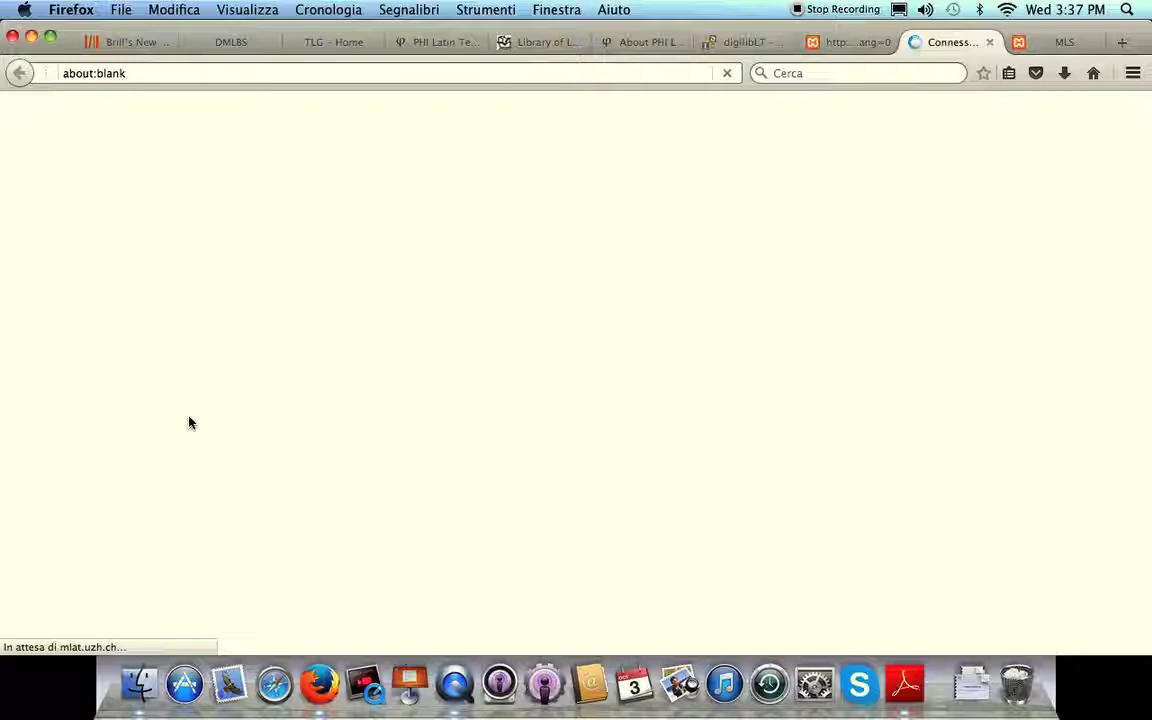 Firefox File Modifica Visualizza Cronologia Segnalibri Strumenti Finestra Aiuto Stop Recording Wed 3:37 PM
Brill's New ... DMLBS TLG - Home PHI Latin Te... Library of L... About PHI L... digilibLT - ... http:...ang=0 Conness... MLS
about:blank Cerca
In attesa di mlat.uzh.ch...
OCT
3